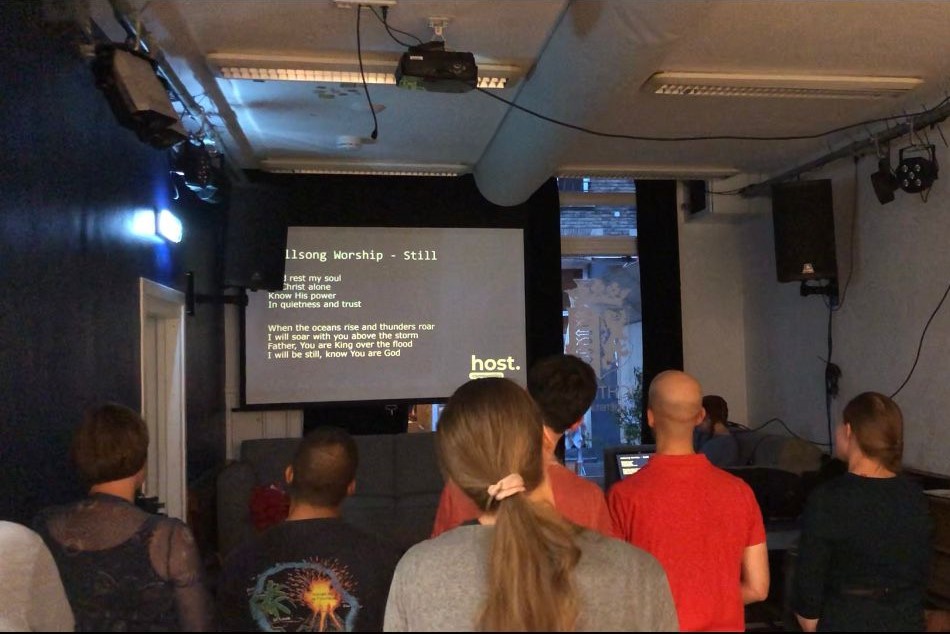 llsong Worship - Still
d rest my soul
Christ alone
Know His power
In quietness and trust
When the oceans rise and thunders roar
I will soar with you above the storm
Father, You are King over the flood
I will be still, know You are God
host.